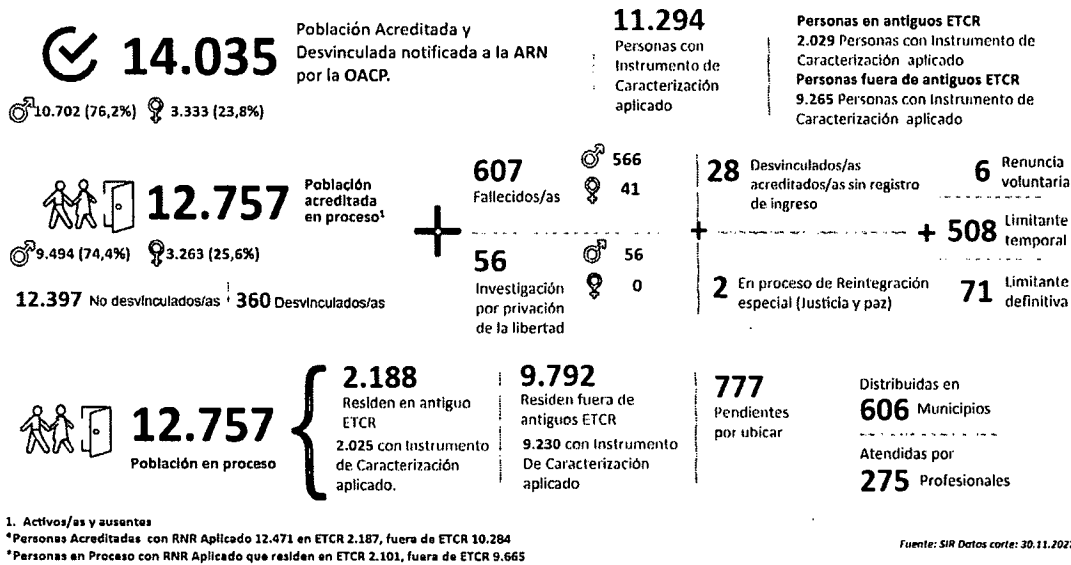 14.035
Población Acreditada y
Desvinculada notificada a la ARN
por la OACP.
10.702 (76,2%) 3.333 (23,8%)
11.294
Personas con
Instrumento de
Caracterización
aplicado
Personas en antiguos ETCR
2.029 Personas con Instrumento de
Caracterización aplicado
Personas fuera de antiguos ETCR
9.265 Personas con Instrumento de
Caracterización aplicado
12.757
Población
acreditada
en proceso¹
9.494 (74,4%) 3.263 (25,6%)
12.397 No desvinculados/as 360 Desvinculados/as
+
607
Fallecidos/as
566
41
56
Investigación
por privación
de la libertad
56
0
+
28 Desvinculados/as
acreditados/as sin registro
de ingreso
2 En proceso de Reintegración
especial (Justicia y paz)
+
6 Renuncia
voluntaria
508 Limitante
temporal
71 Limitante
definitiva
12.757
Población en proceso
{
2.188
Residen en antiguo
ETCR
2.025 con Instrumento
de Caracterización
aplicado.
9.792
Residen fuera de
antiguos ETCR
9.230 con Instrumento
De Caracterización
aplicado
777
Pendientes
por ubicar
Distribuidas en
606 Municipios
Atendidas por
275 Profesionales
1. Activos/as y ausentes
*Personas Acreditadas con RNR Aplicado 12.471 en ETCR 2.187, fuera de ETCR 10.284
*Personas en Proceso con RNR Aplicado que residen en ETCR 2.101, fuera de ETCR 9.665
Fuente: SIR Datos corte: